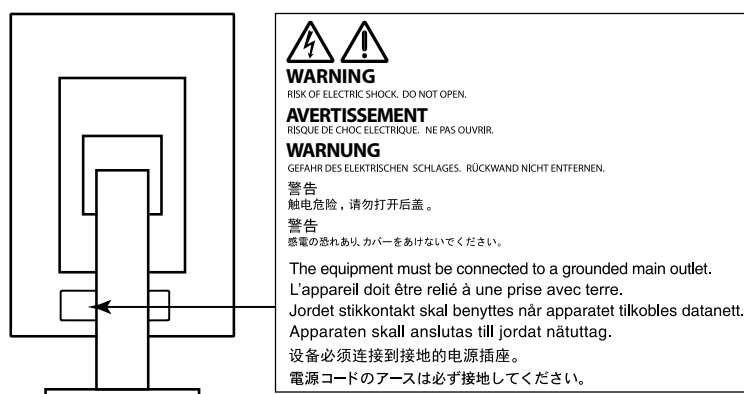 WARNING
RISK OF ELECTRIC SHOCK. DO NOT OPEN.
AVERTISSEMENT
RISQUE DE CHOC ELECTRIQUE. NE PAS OUVRIR.
WARNUNG
GEFAHR DES ELEKTRISCHEN SCHLAGES. RÜCKWAND NICHT ENTFERNEN.
警告
触电危险，请勿打开后盖。
警告
感電の恐れあり、カバーをあけないでください。
The equipment must be connected to a grounded main outlet.
L'appareil doit être relié à une prise avec terre.
Jordet stikkontakt skal benyttes når apparatet tilkobles datanett.
Apparaten skall anslutas till jordat nätuttag.
设备必须连接到接地的电源插座。
電源コードのアースは必ず接地してください。